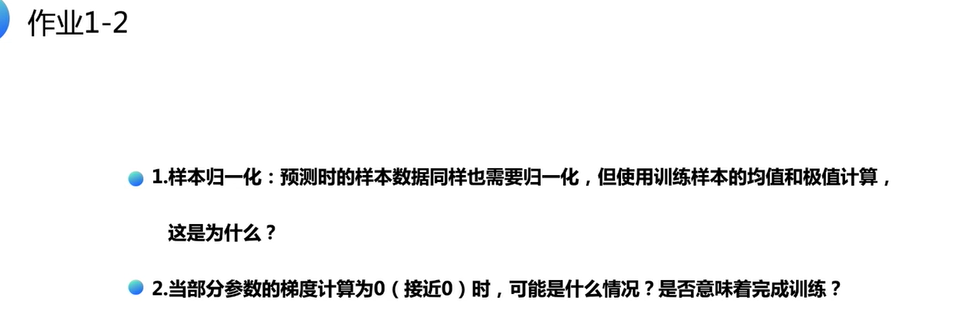 作业1-2
1.样本归一化：预测时的样本数据同样也需要归一化，但使用训练样本的均值和极值计算，
这是为什么？
2.当部分参数的梯度计算为0（接近0）时，可能是什么情况？是否意味着完成训练？